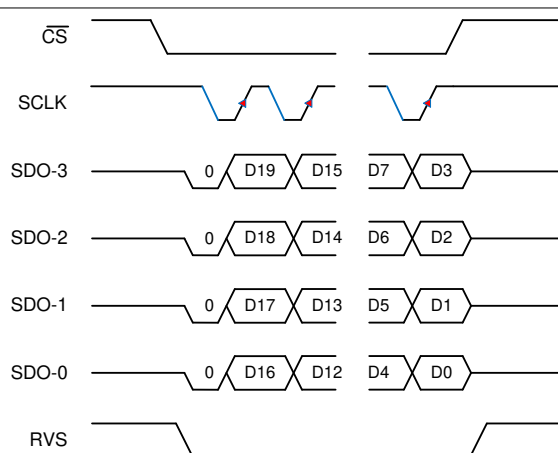 CS
SCLK
SDO-3 0 D19 D15 D7 D3
SDO-2 0 D18 D14 D6 D2
SDO-1 0 D17 D13 D5 D1
SDO-0 0 D16 D12 D4 D0
RVS